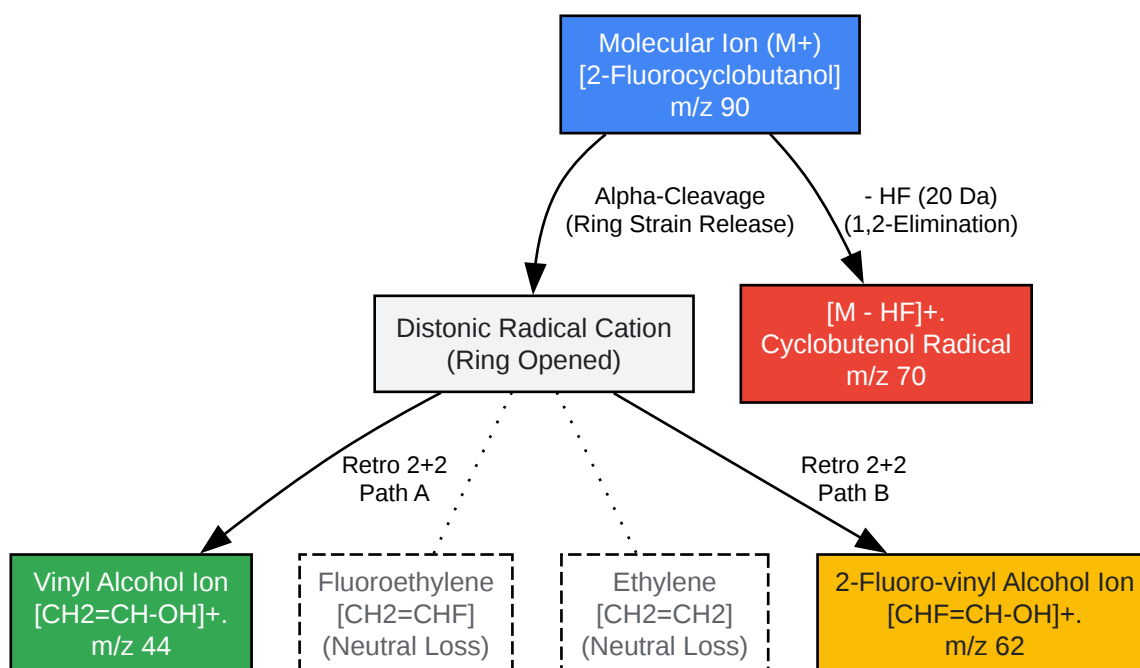 Molecular Ion (M+)
[2-Fluorocyclobutanol]
m/z 90
Alpha-Cleavage
(Ring Strain Release)
- HF (20 Da)
(1,2-Elimination)
Distonic Radical Cation
(Ring Opened)
[M - HF]+.
Cyclobutenol Radical
m/z 70
Retro 2+2
Path A
Retro 2+2
Path B
Vinyl Alcohol Ion
[CH2=CH-OH]+.
m/z 44
Fluoroethylene
[CH2=CHF]
(Neutral Loss)
Ethylene
[CH2=CH2]
(Neutral Loss)
2-Fluoro-vinyl Alcohol Ion
[CHF=CH-OH]+.
m/z 62